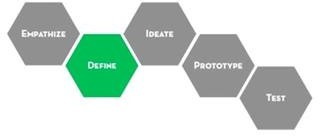 EMPATHIZE
DEFINE
IDEATE
PROTOTYPE
TEST